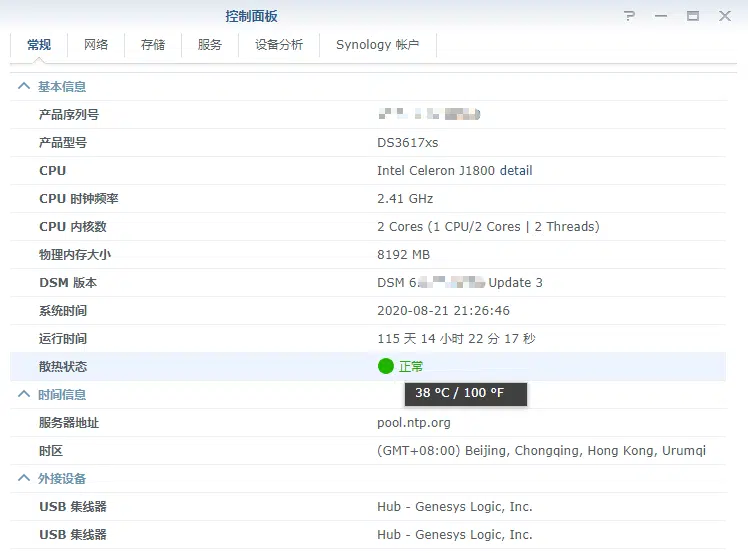 控制面板
常规 网络 存储 服务 设备分析 Synology 帐户
基本信息
产品序列号
产品型号 DS3617xs
CPU Intel Celeron J1800 detail
CPU 时钟频率 2.41 GHz
CPU 内核数 2 Cores (1 CPU/2 Cores | 2 Threads)
物理内存大小 8192 MB
DSM 版本 DSM 6. Update 3
系统时间 2020-08-21 21:26:46
运行时间 115 天 14 小时 22 分 17 秒
散热状态 正常
38 °C / 100 °F
时间信息
服务器地址 pool.ntp.org
时区 (GMT+08:00) Beijing, Chongqing, Hong Kong, Urumqi
外接设备
USB 集线器 Hub - Genesys Logic, Inc.
USB 集线器 Hub - Genesys Logic, Inc.